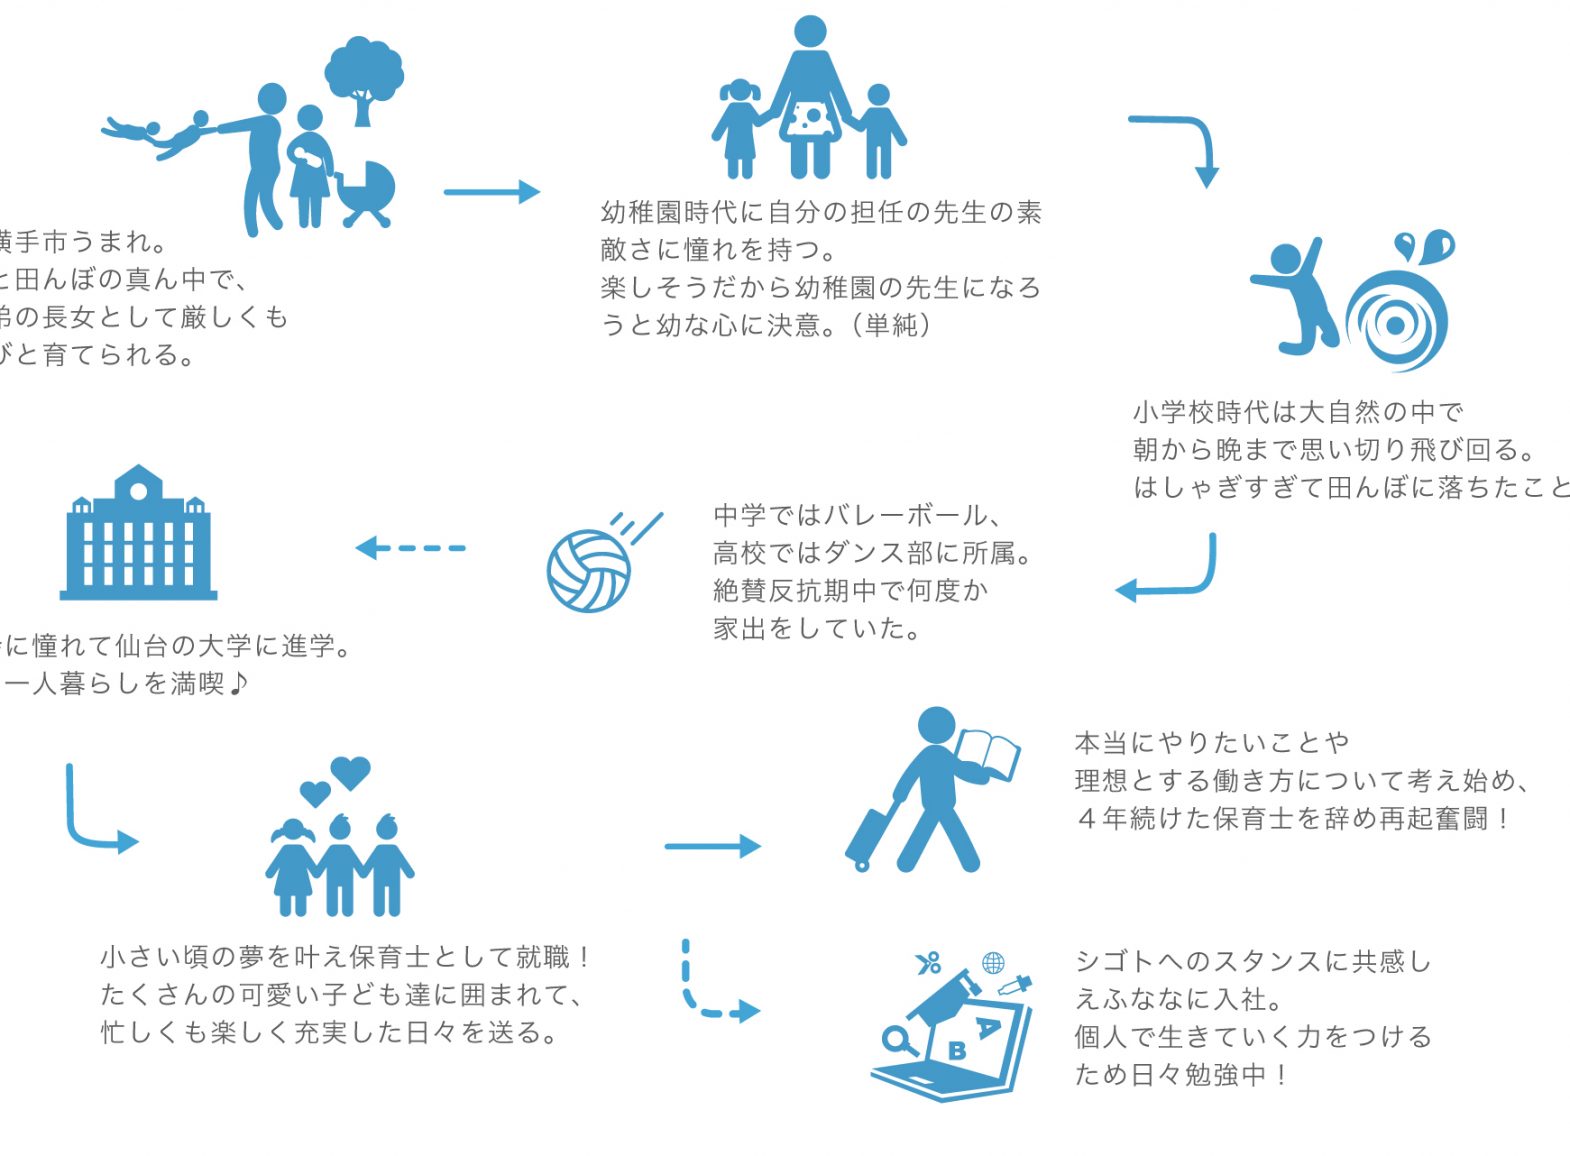 横手市うまれ。
と田んぼの真ん中で、
弟の長女として厳しくも
びと育てられる。
幼稚園時代に自分の担任の先生の素
敵さに憧れを持つ。
楽しそうだから幼稚園の先生になろ
うと幼な心に決意。（単純）
小学校時代は大自然の中で
朝から晩まで思い切り飛び回る。
はしゃぎすぎて田んぼに落ちたこと
中学ではバレーボール、
高校ではダンス部に所属。
絶賛反抗期中で何度か
家出をしていた。
に憧れて仙台の大学に進学。
一人暮らしを満喫♪
小さい頃の夢を叶え保育士として就職！
たくさんの可愛い子ども達に囲まれて、
忙しくも楽しく充実した日々を送る。
本当にやりたいことや
理想とする働き方について考え始め、
４年続けた保育士を辞め再起奮闘！
シゴトへのスタンスに共感し
えふななに入社。
個人で生きていく力をつける
ため日々勉強中！
A
B